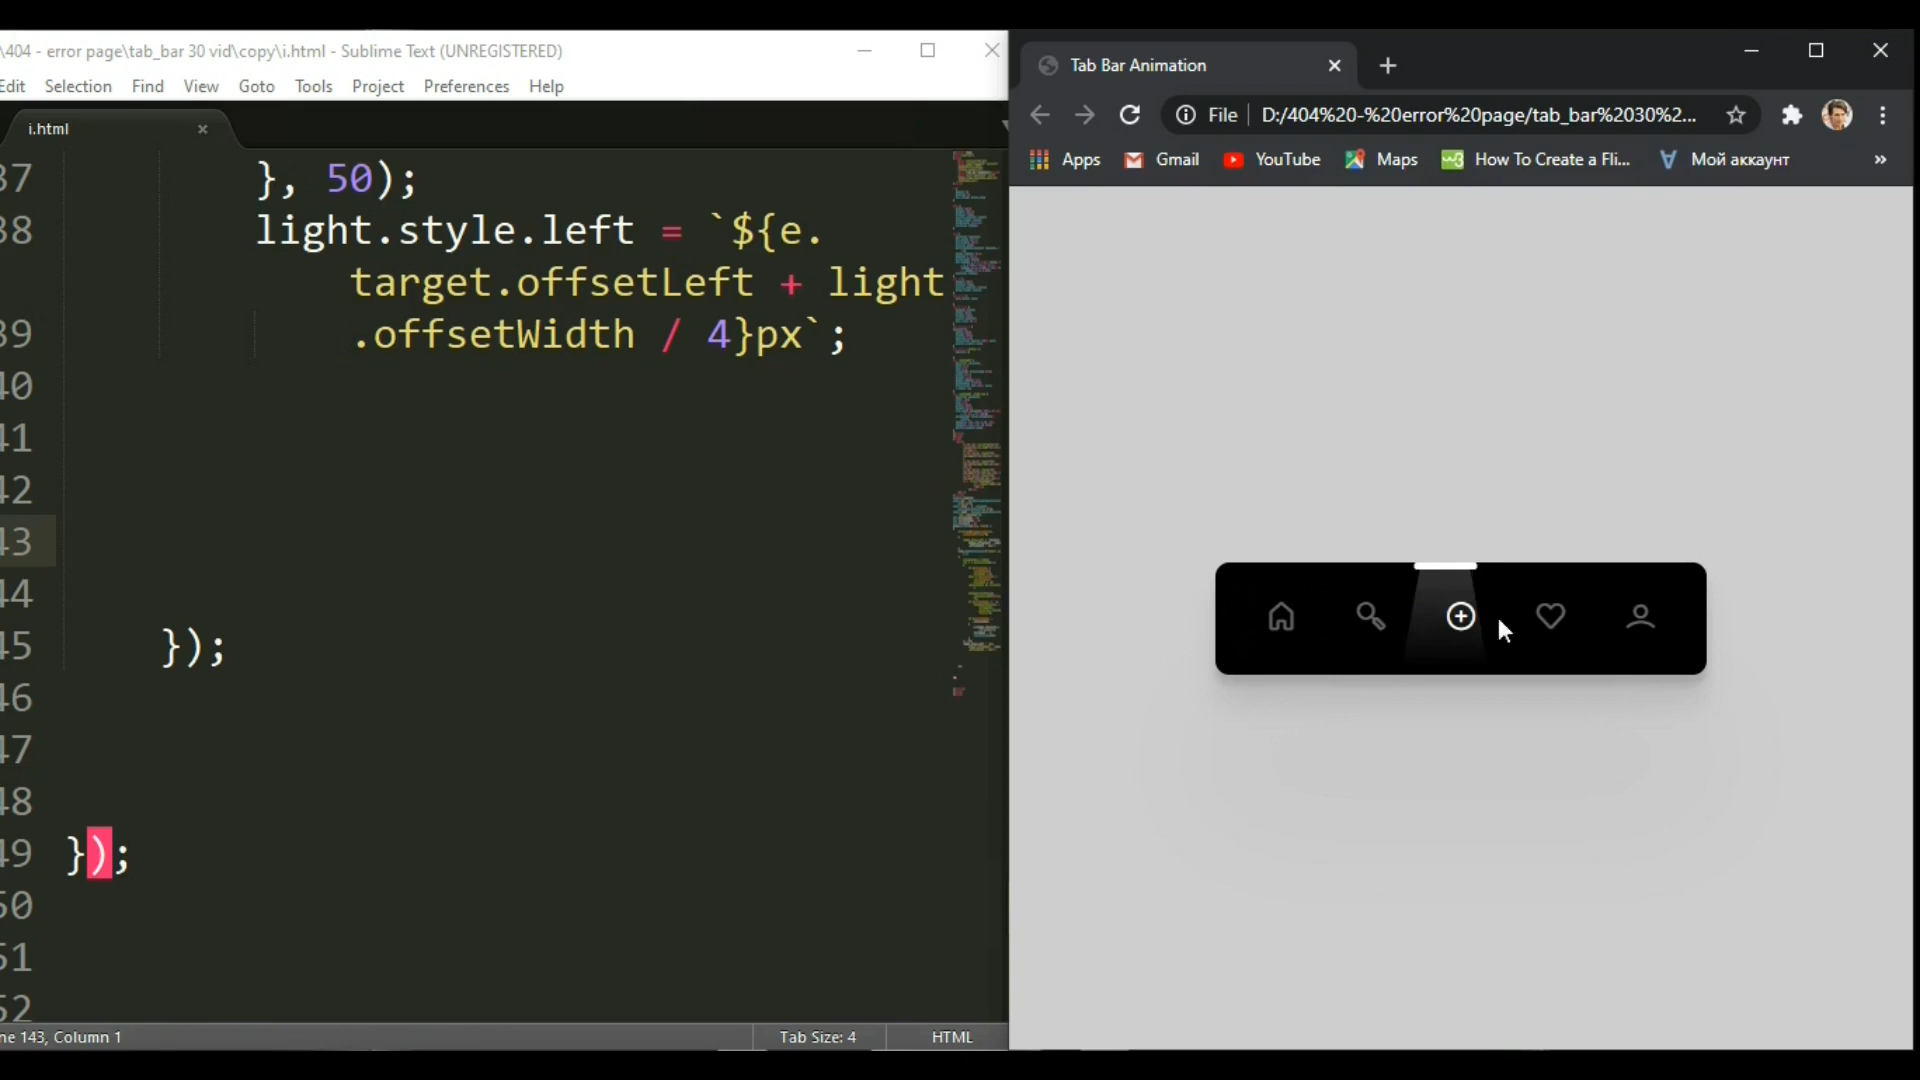 \404 - error page\tab_bar 30 vid\copy\i.html - Sublime Text (UNREGISTERED)
Edit Selection Find View Goto Tools Project Preferences Help
i.html
37 }, 50);
38 light.style.left = `${e.
target.offsetLeft + light
39 .offsetWidth / 4}px`;
40
41
42
43
44
45 });
46
47
48
49 });
50
51
52
ne 143, Column 1
Tab Size: 4
HTML
Tab Bar Animation
File D:/404%20-%20error%20page/tab_bar%2030%2...
Apps Gmail YouTube Maps w3 How To Create a Fli... Мой аккаунт »